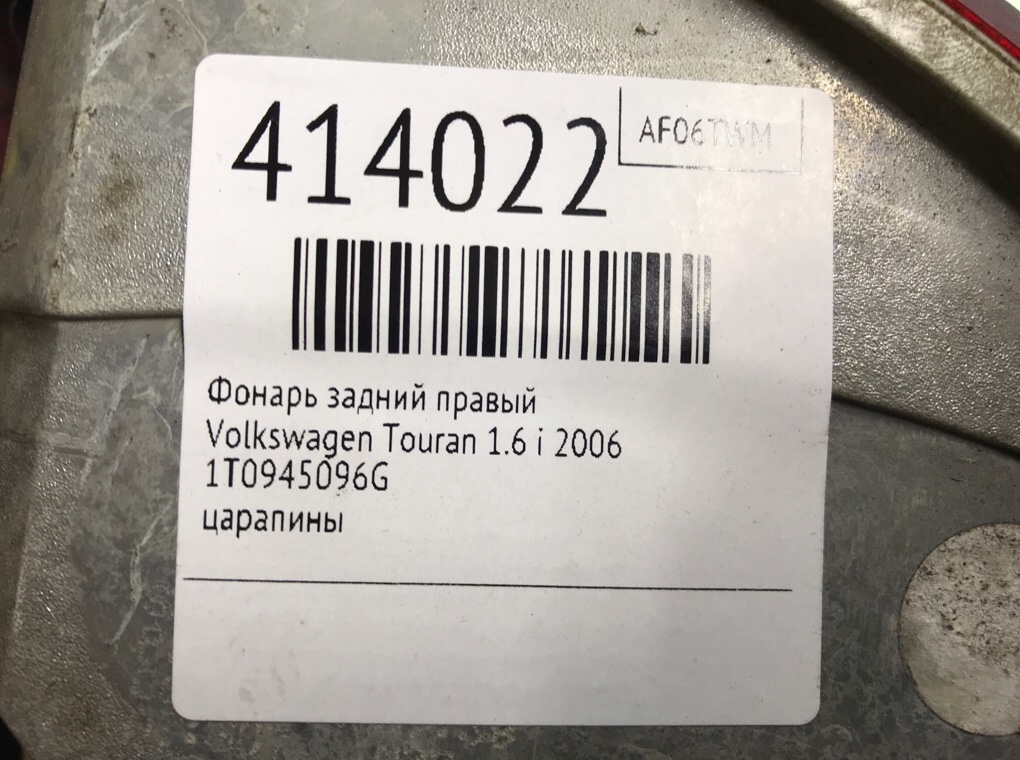 414022
AF06TWM
Фонарь задний правый
Volkswagen Touran 1.6 i 2006
1T0945096G
царапины